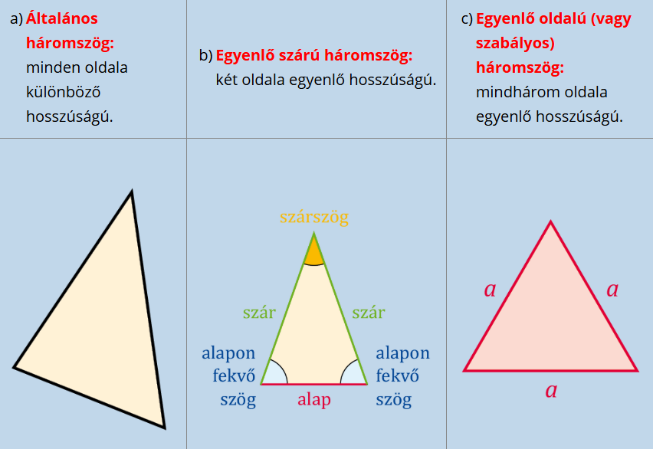 a) Általános
háromszög:
minden oldala
különböző
hosszúságú.
b) Egyenlő szárú háromszög:
két oldala egyenlő hosszúságú.
c) Egyenlő oldalú (vagy
szabályos)
háromszög:
mindhárom oldala
egyenlő hosszúságú.
szárszög
szár
szár
alapon
fekvő
szög
alap
alapon
fekvő
szög
a
a
a